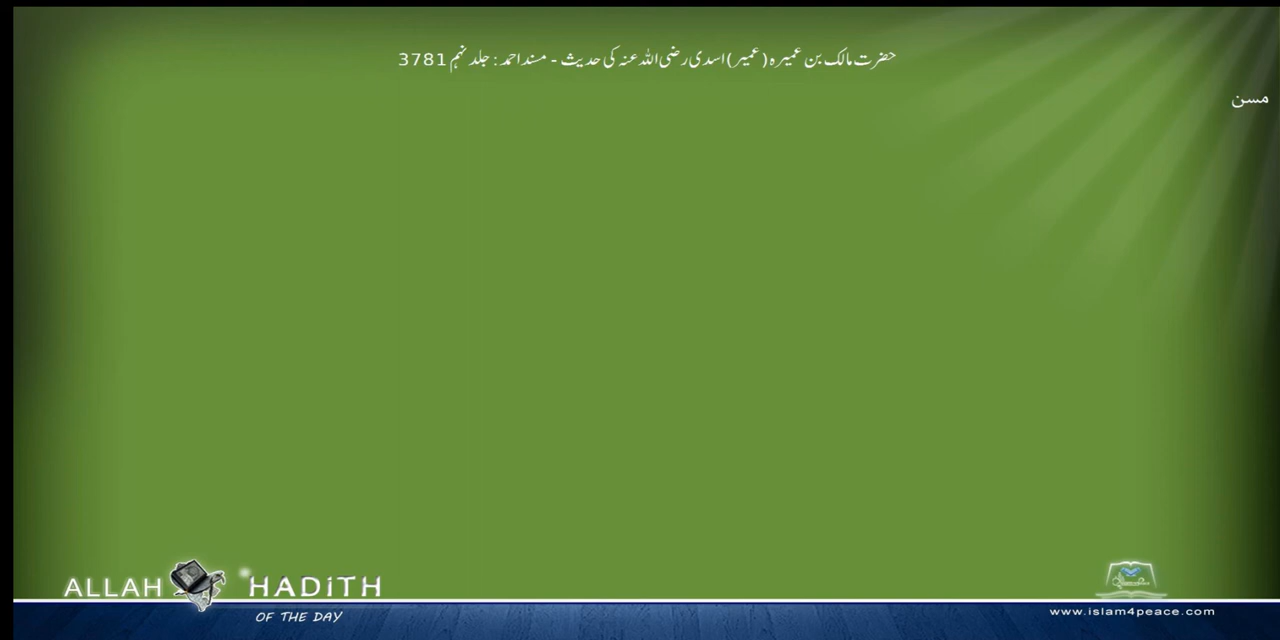 حضرت مالک بن عمیرہ (عمیر) اسدی رضی اللہ عنہ کی حدیث - مسند احمد : جلد نہم 3781
مسن
ALLAH HADITH
OF THE DAY
www.islam4peace.com